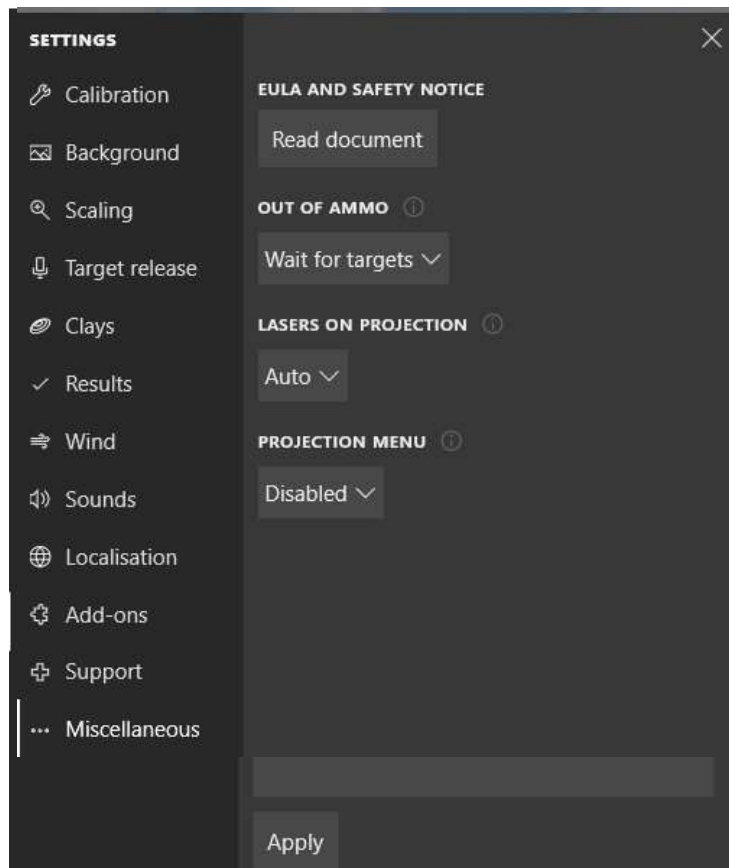 SETTINGS
Calibration
Background
Scaling
Target release
Clays
Results
Wind
Sounds
Localisation
Add-ons
Support
Miscellaneous
EULA AND SAFETY NOTICE
Read document
OUT OF AMMO
Wait for targets
LASERS ON PROJECTION
Auto
PROJECTION MENU
Disabled
Apply